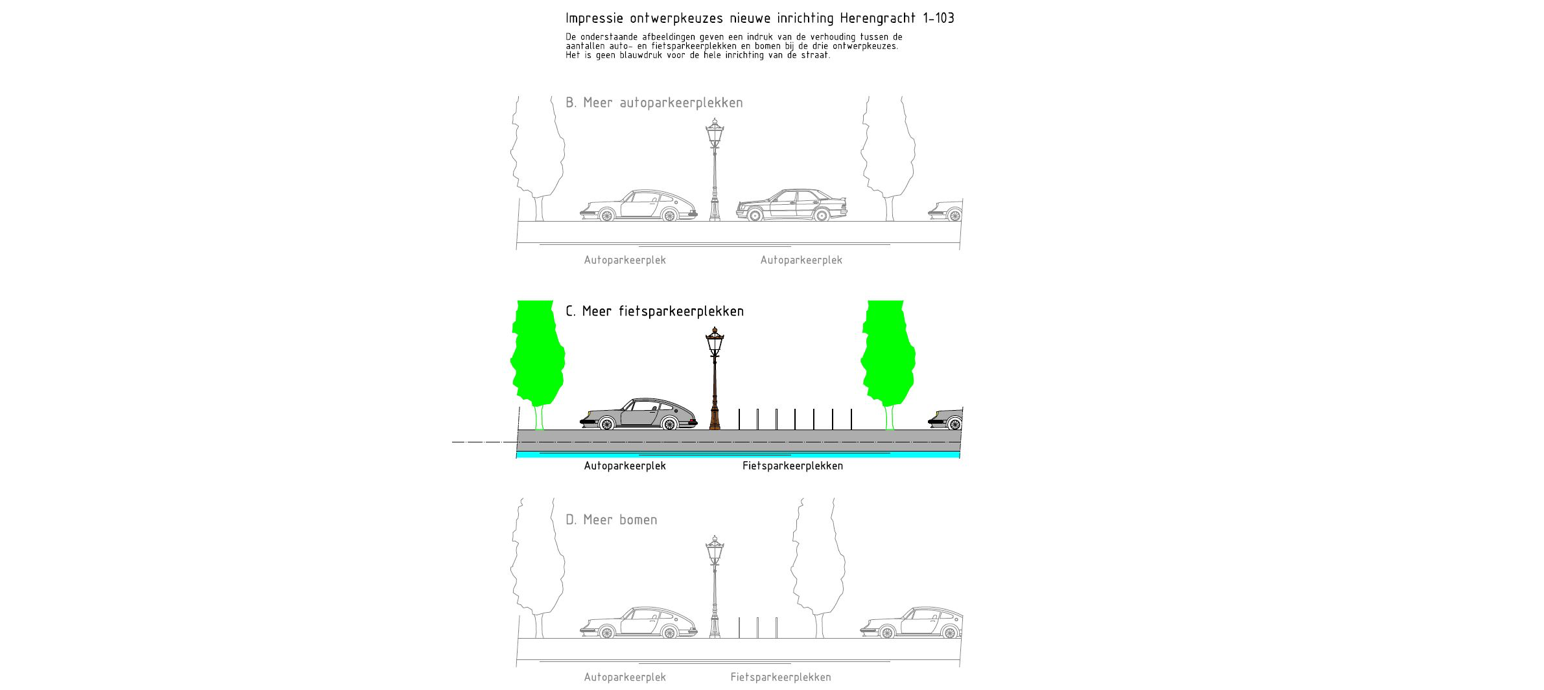 Impressie ontwerpkeuzes nieuwe inrichting Herengracht 1-103
De onderstaande afbeeldingen geven een indruk van de verhouding tussen de
aantallen auto- en fietsparkeerplekken en bomen bij de drie ontwerpkeuzes.
Het is geen blauwdruk voor de hele inrichting van de straat.
B. Meer autoparkeerplekken
Autoparkeerplek
Autoparkeerplek
C. Meer fietsparkeerplekken
Autoparkeerplek
Fietsparkeerplekken
D. Meer bomen
Autoparkeerplek
Fietsparkeerplekken